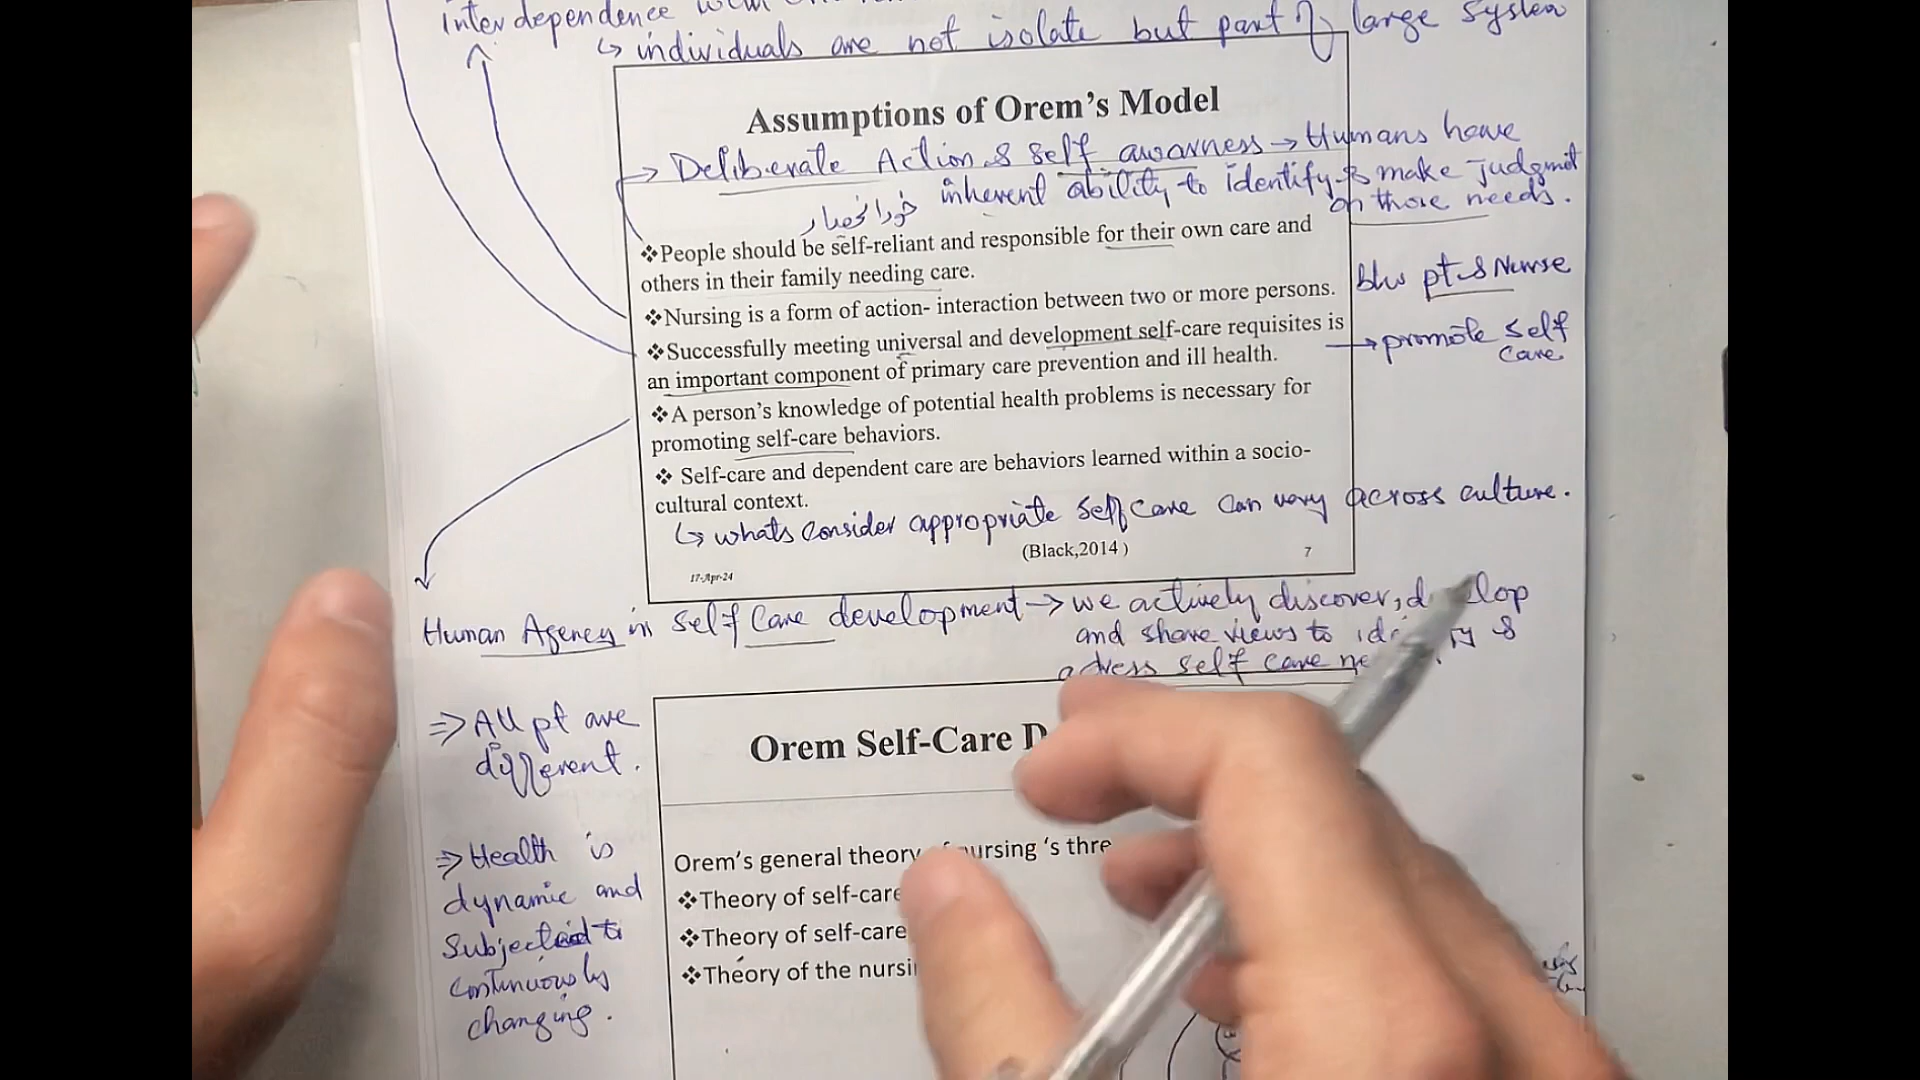 interdependence
↳ individuals are not isolate but part of large system
Assumptions of Orem's Model
→ Deliberate Action & self awarness → Humans have
inherent ability to identify & make judgmnt
on those needs.
❖People should be self-reliant and responsible for their own care and
others in their family needing care.
❖Nursing is a form of action- interaction between two or more persons.
b/w pt & Nurse
❖Successfully meeting universal and development self-care requisites is
an important component of primary care prevention and ill health.
→ promote self
care
❖A person's knowledge of potential health problems is necessary for
promoting self-care behaviors.
❖ Self-care and dependent care are behaviors learned within a socio-
cultural context.
↳ whats consider appropriate self care can vary across culture.
(Black,2014 )
7
17-Apr-24
Human Agency in self care development → we actively discover,
and share views to &
adress self care
⇒ All pt are
different.
⇒ Health is
dynamic and
continuously
changing.
Orem Self-Care D
Orem's general theory nursing 's thre
❖Theory of self-care
❖Theory of self-care
❖Theory of the nursi